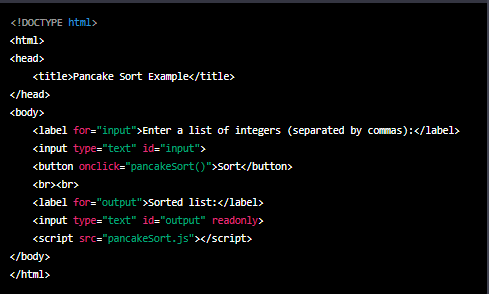 <!DOCTYPE html>
<html>
<head>
    <title>Pancake Sort Example</title>
</head>
<body>
    <label for="input">Enter a list of integers (separated by commas):</label>
    <input type="text" id="input">
    <button onclick="pancakeSort()">Sort</button>
    <br><br>
    <label for="output">Sorted list:</label>
    <input type="text" id="output" readonly>
    <script src="pancakeSort.js"></script>
</body>
</html>